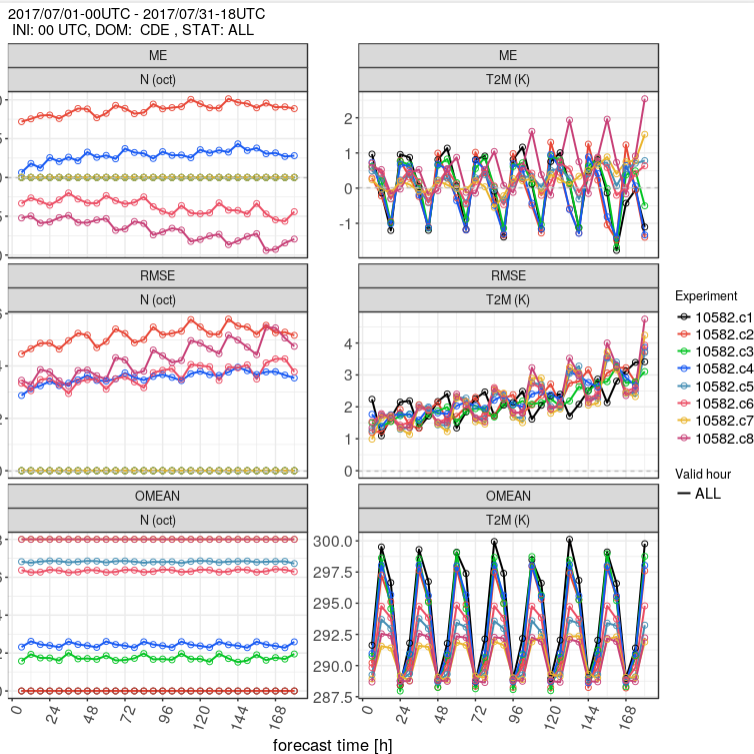 2017/07/01-00UTC - 2017/07/31-18UTC
INI: 00 UTC, DOM: CDE , STAT: ALL
ME
N (oct)
ME
T2M (K)
2
1
0
-1
RMSE
N (oct)
RMSE
T2M (K)
4
3
2
1
0
OMEAN
N (oct)
OMEAN
T2M (K)
300.0
297.5
295.0
292.5
290.0
287.5
0 24 48 72 96 120 144 168
0 24 48 72 96 120 144 168
forecast time [h]
Experiment
10582.c1
10582.c2
10582.c3
10582.c4
10582.c5
10582.c6
10582.c7
10582.c8
Valid hour
ALL